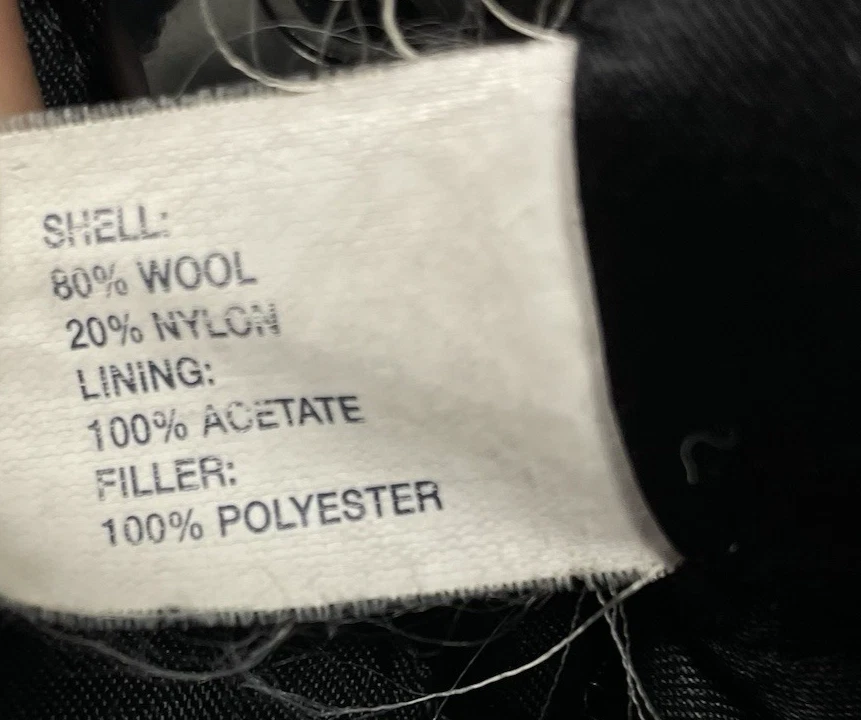 SHELL:
80% WOOL
20% NYLON
LINING:
100% ACETATE
FILLER:
100% POLYESTER